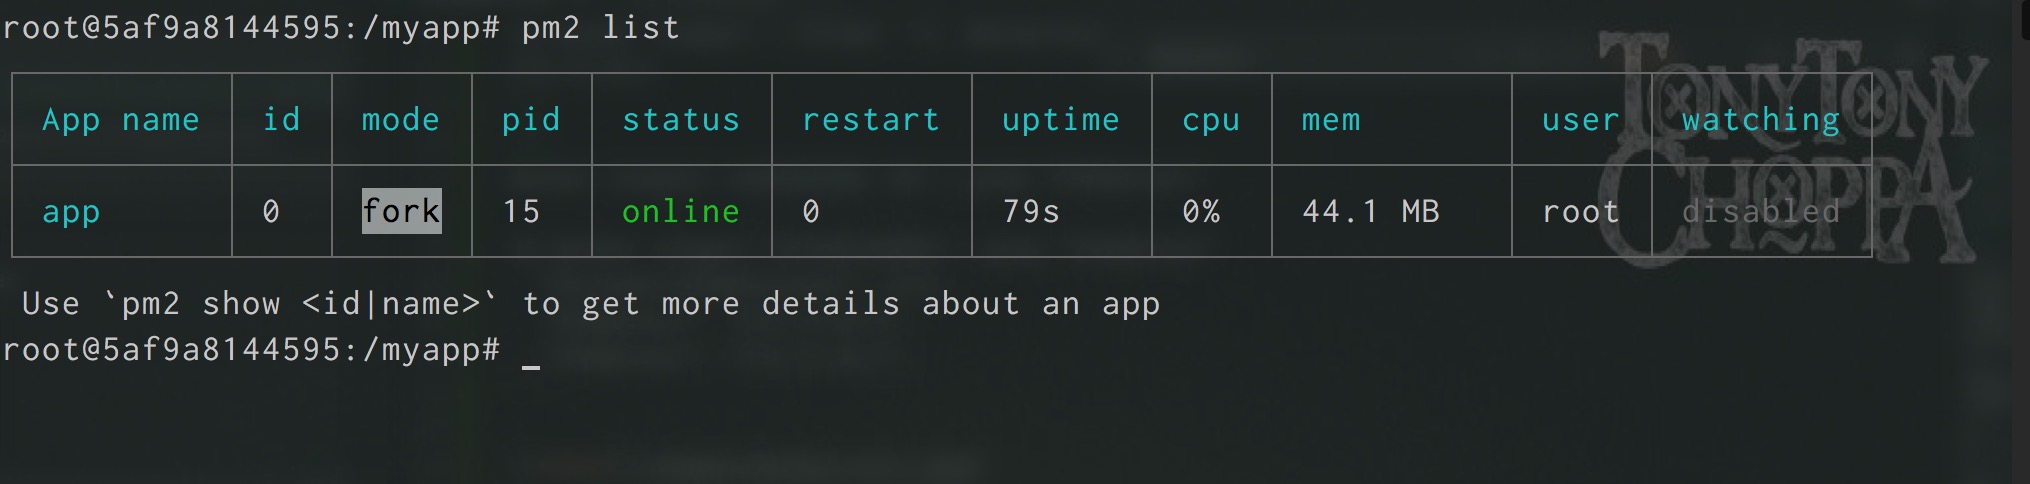 root@5af9a8144595:/myapp# pm2 list
App name id mode pid status restart uptime cpu mem user watching
app 0 fork 15 online 0 79s 0% 44.1 MB root disabled
Use `pm2 show <id|name>` to get more details about an app
root@5af9a8144595:/myapp# _
TONYTONY
CHOPPA